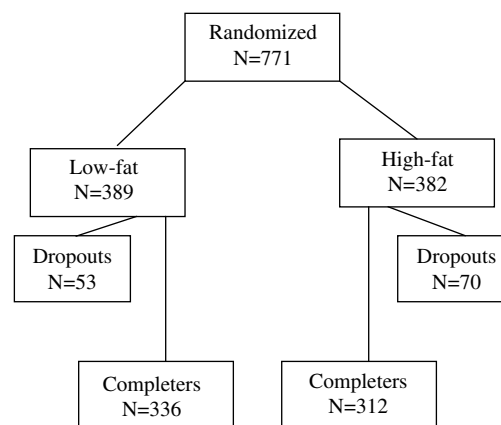 Randomized
N=771
Low-fat
N=389
High-fat
N=382
Dropouts
N=53
Dropouts
N=70
Completers
N=336
Completers
N=312